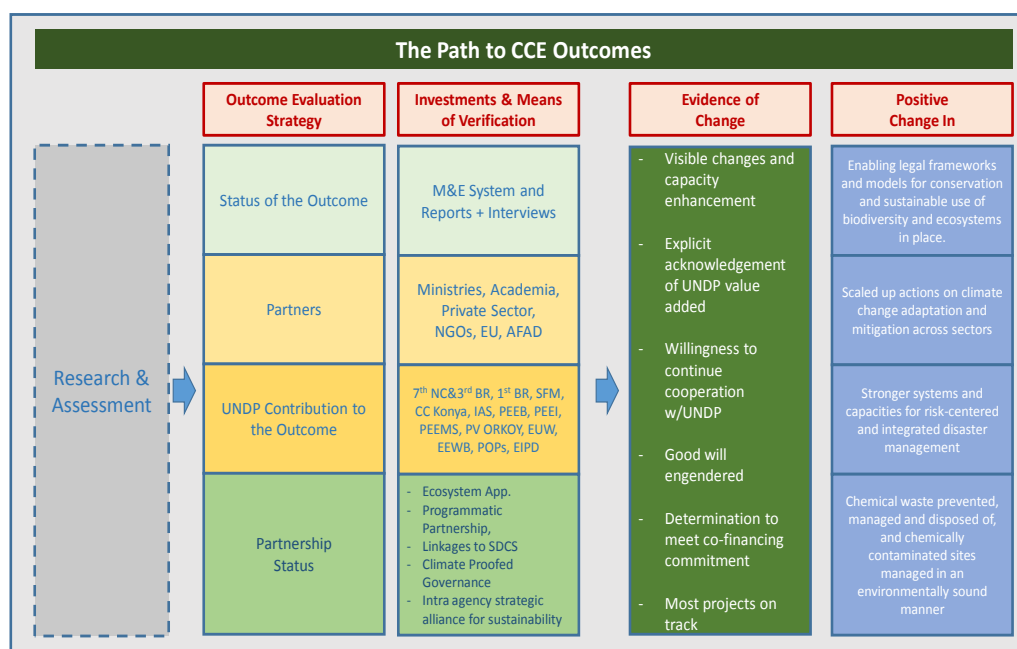 The Path to CCE Outcomes
Outcome Evaluation
Strategy
Investments & Means
of Verification
Evidence of
Change
Positive
Change In
Research &
Assessment
Status of the Outcome
M&E System and
Reports + Interviews
Partners
Ministries, Academia,
Private Sector,
NGOs, EU, AFAD
UNDP Contribution to
the Outcome
7th NC&3rd BR, 1st BR, SFM,
CC Konya, IAS, PEEB, PEEI,
PEEMS, PV ORKOY, EUW,
EEWB, POPs, EIPD
Partnership
Status
- Ecosystem App.
- Programmatic
Partnership,
- Linkages to SDCS
- Climate Proofed
Governance
- Intra agency strategic
alliance for sustainability
- Visible changes and
capacity
enhancement
- Explicit
acknowledgement
of UNDP value
added
- Willingness to
continue
cooperation
w/UNDP
- Good will
engendered
- Determination to
meet co-financing
commitment
- Most projects on
track
Enabling legal frameworks
and models for conservation
and sustainable use of
biodiversity and ecosystems
in place.
Scaled up actions on climate
change adaptation and
mitigation across sectors
Stronger systems and
capacities for risk-centered
and integrated disaster
management
Chemical waste prevented,
managed and disposed of,
and chemically
contaminated sites
managed in an
environmentally sound
manner